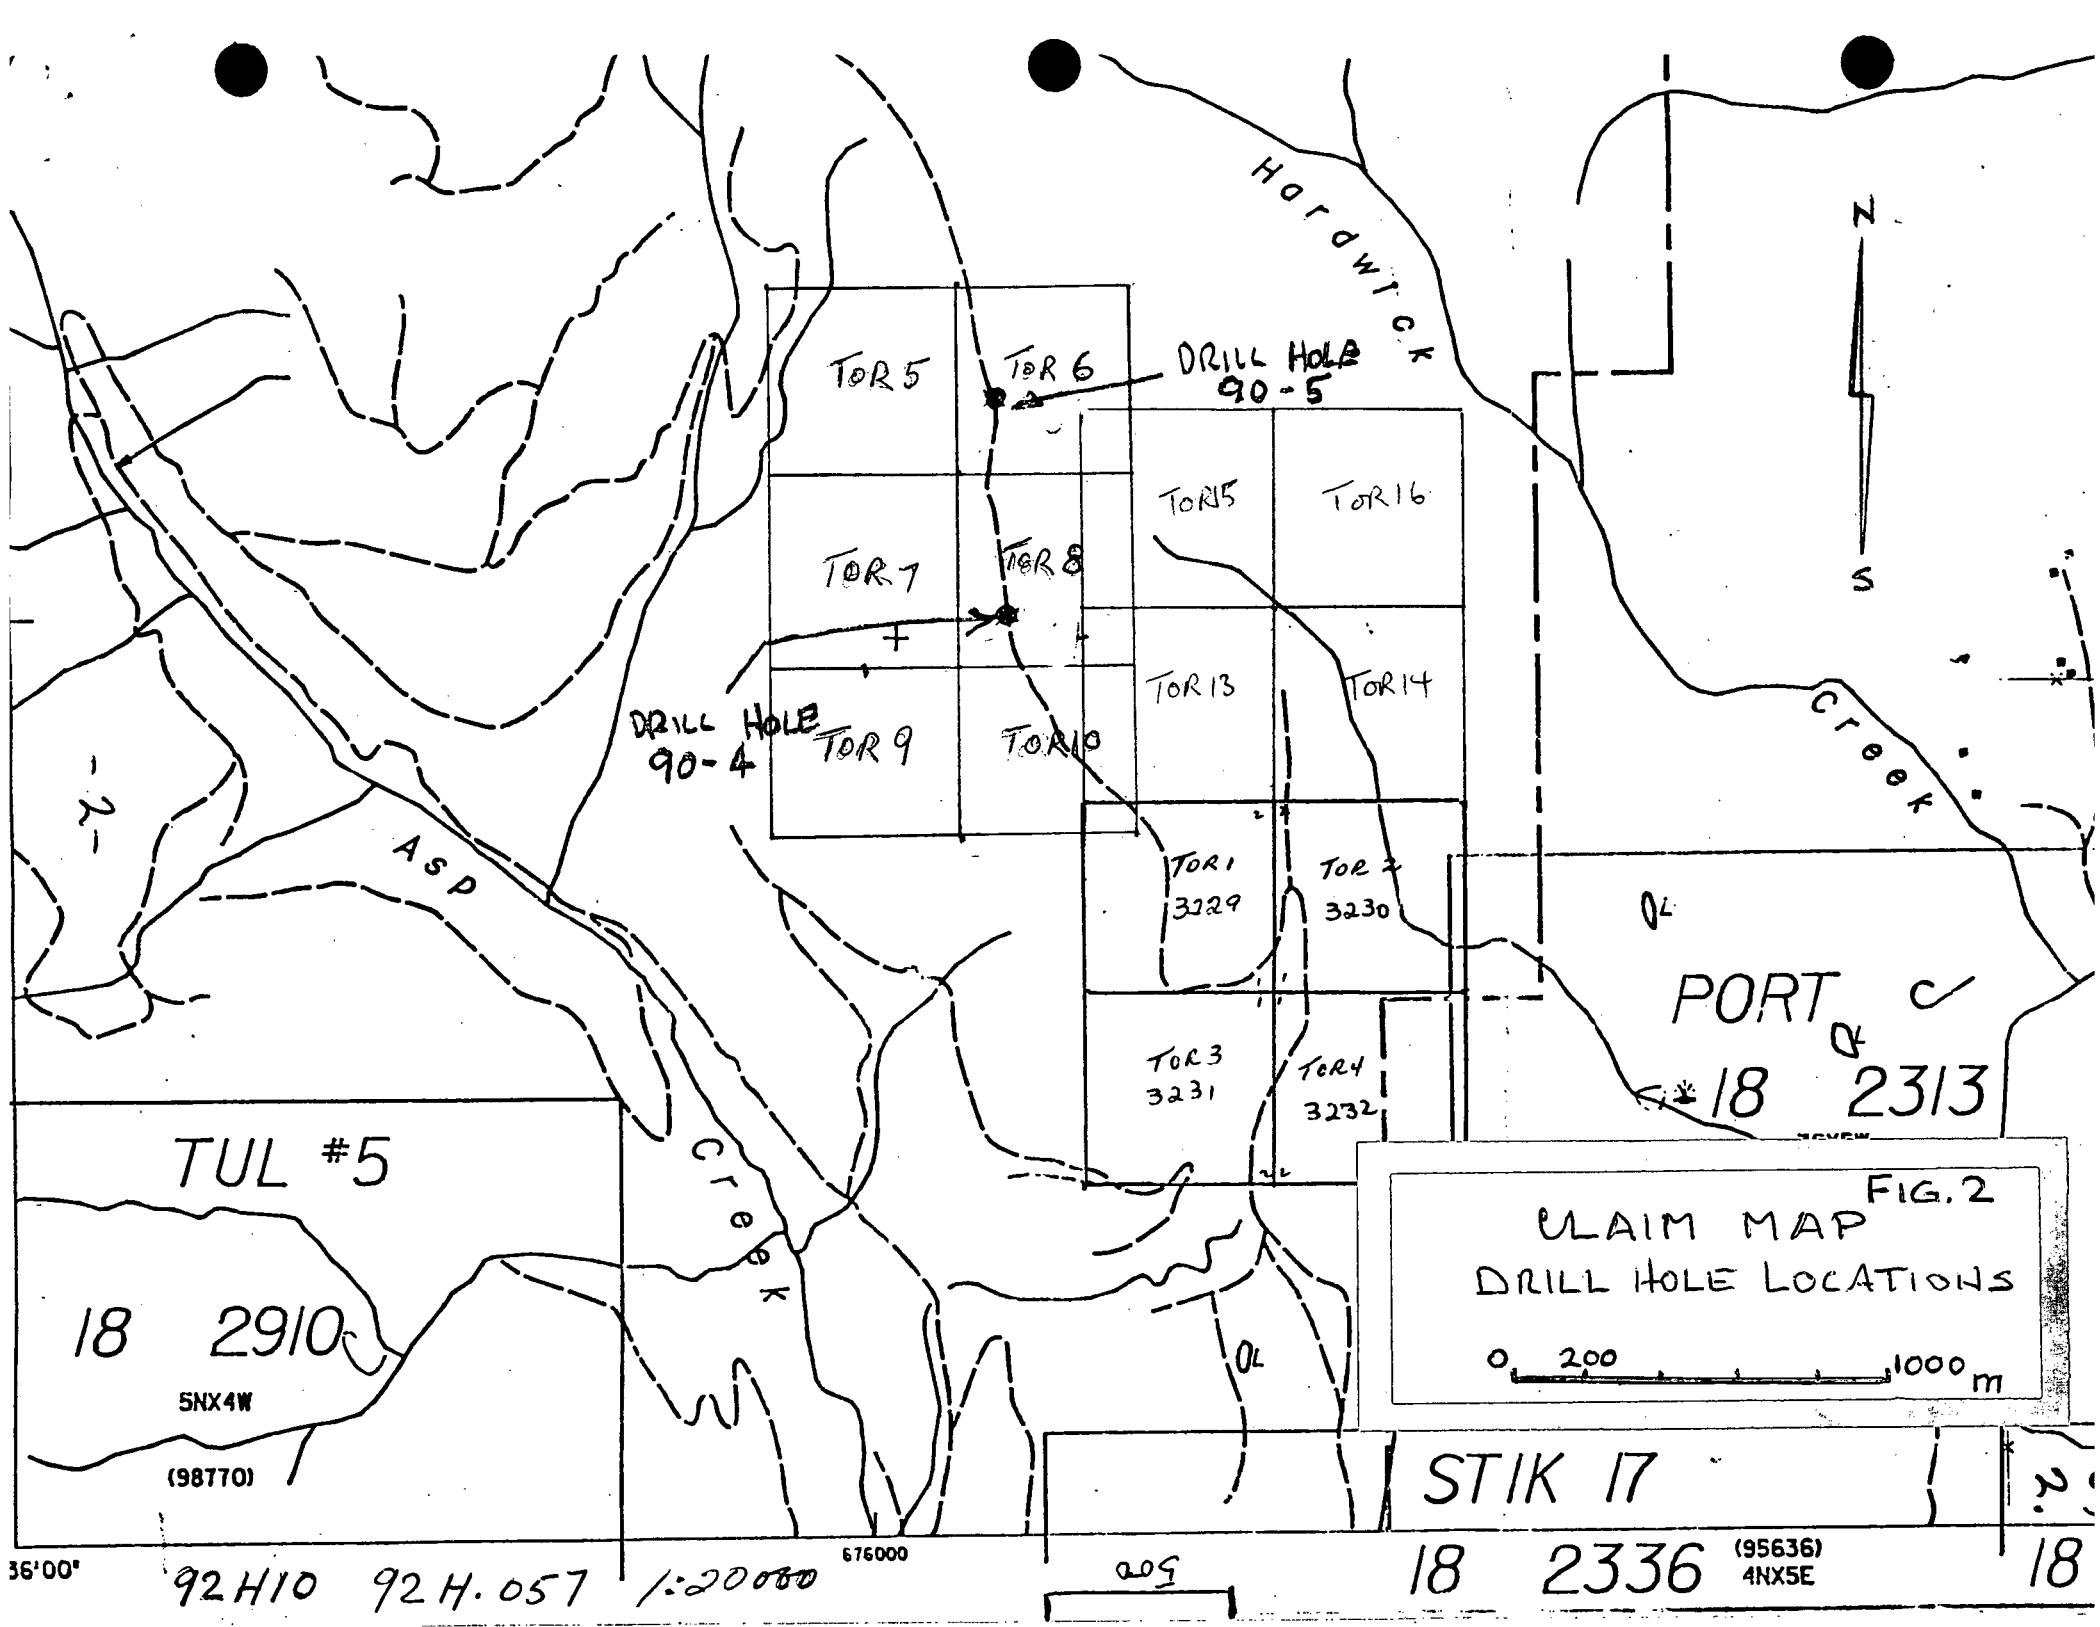 Hardwick
N
TOR 5
TOR 6
DRILL HOLE
90-5
TOR 15
TOR 16
TOR 7
TOR 8
S
TOR 13
TOR 14
Creek
DRILL HOLE
90-4
TOR 9
TOR 10
-2-
Asp
TOR 1
3229
TOR 2
3230
PORT
18 2313
TOR 3
3231
TOR 4
3232
TUL #5
Creek
FIG. 2
CLAIM MAP
DRILL HOLE LOCATIONS
0 200 1000 m
18 2910
5NX4W
(98770)
STIK 17
36'00"
676000
92H10 92H.057 1:20000
500
18 2336
(95636)
4NX5E
18